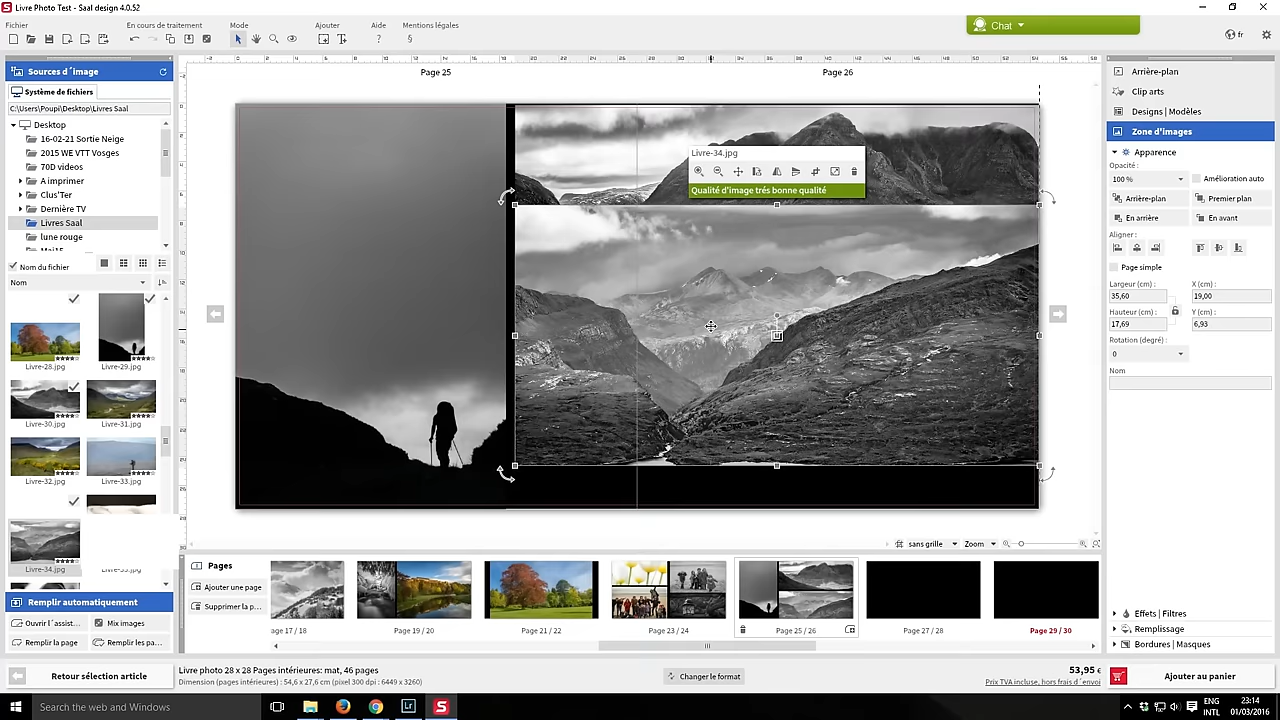 Livre Photo Test - Saal design 4.0.52
Fichier
En cours de traitement
Mode
Ajouter
Aide
Mentions légales
Chat
fr
Sources d´Image
Système de fichiers
C:\Users\Poupi\Desktop\Livres Saal
Desktop
16-02-21 Sortie Neige
2015 WE VTT Vosges
70D videos
A imprimer
Clus'Ter
Dernière TV
Livres Saal
lune rouge
Nom du fichier
Nom
Livre-28.jpg
Livre-29.jpg
Livre-30.jpg
Livre-31.jpg
Livre-32.jpg
Livre-33.jpg
Livre-34.jpg
Remplir automatiquement
Ouvrir l´assist...
Mix images
Remplir la page
Remplir les pa...
Retour sélection article
Page 25
Page 26
Livre-34.jpg
Qualité d'image trés bonne qualité
sans grille
Zoom
Pages
Ajouter une page
Supprimer la p...
age 17 / 18
Page 19 / 20
Page 21 / 22
Page 23 / 24
Page 25 / 26
Page 27 / 28
Page 29 / 30
Livre photo 28 x 28 Pages intérieures: mat, 46 pages
Dimension (pages intérieures) : 54,6 x 27,6 cm (pixel 300 dpi : 6449 x 3260)
Changer le format
53,95 €
Prix TVA incluse, hors frais d´envoi
Ajouter au panier
Arrière-plan
Clip arts
Designs | Modèles
Zone d'images
Apparence
Opacité :
100 %
Amélioration auto
Arrière-plan
Premier plan
En arrière
En avant
Aligner :
Page simple
Largeur (cm) :
X (cm) :
35,60
19,00
Hauteur (cm) :
Y (cm) :
17,69
6,93
Rotation (degré) :
0
Nom
Effets | Filtres
Remplissage
Bordures | Masques
Search the web and Windows
ENG
INTL
23:14
01/03/2016